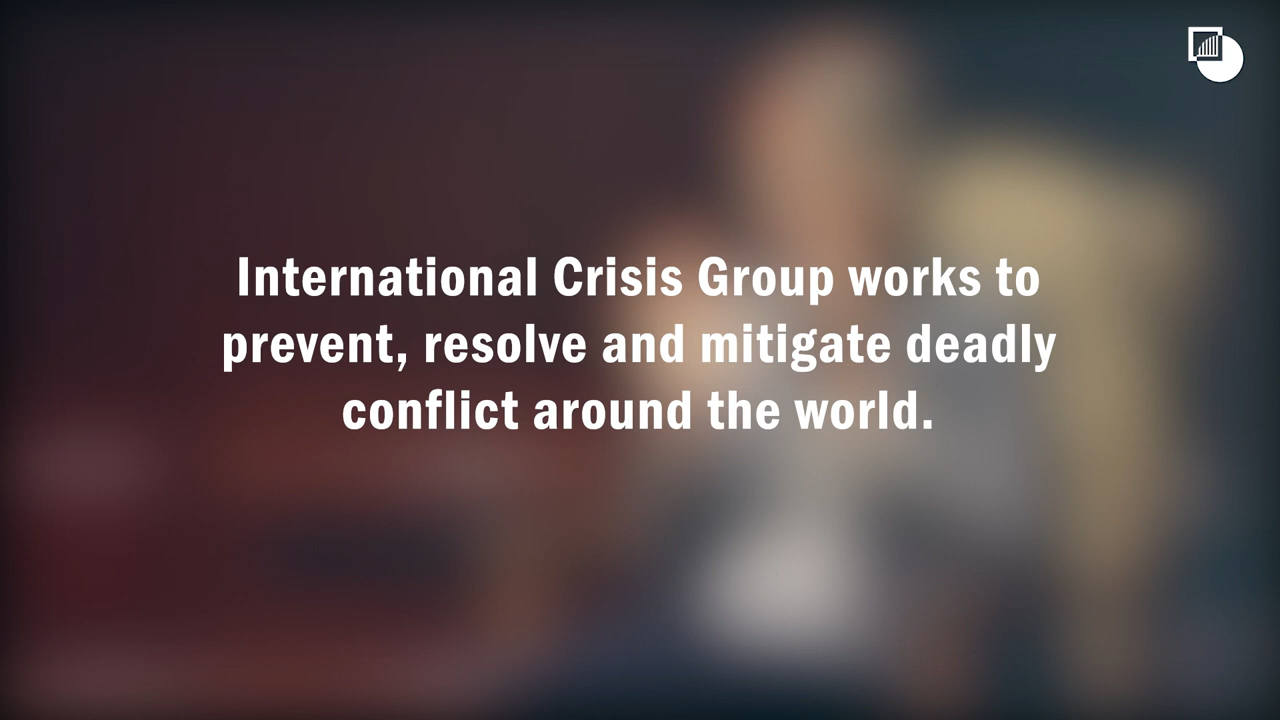 International Crisis Group works to
prevent, resolve and mitigate deadly
conflict around the world.